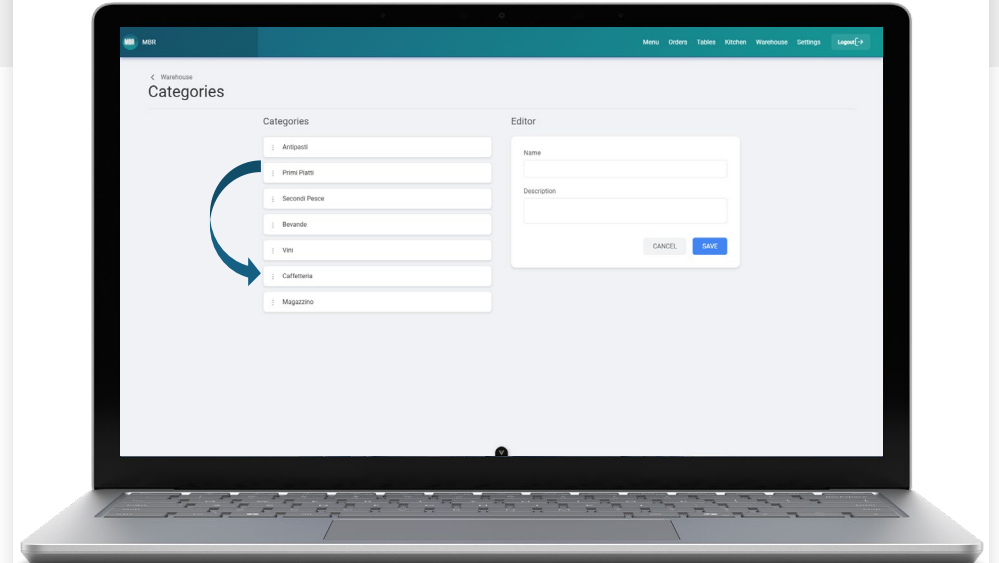 MBR
MBR
Menu Orders Tables Kitchen Warehouse Settings Logout
Warehouse
Categories
Categories
Editor
Antipasti
Primi Piatti
Secondi Pesce
Bevande
Vini
Caffetteria
Magazzino
Name
Description
CANCEL SAVE